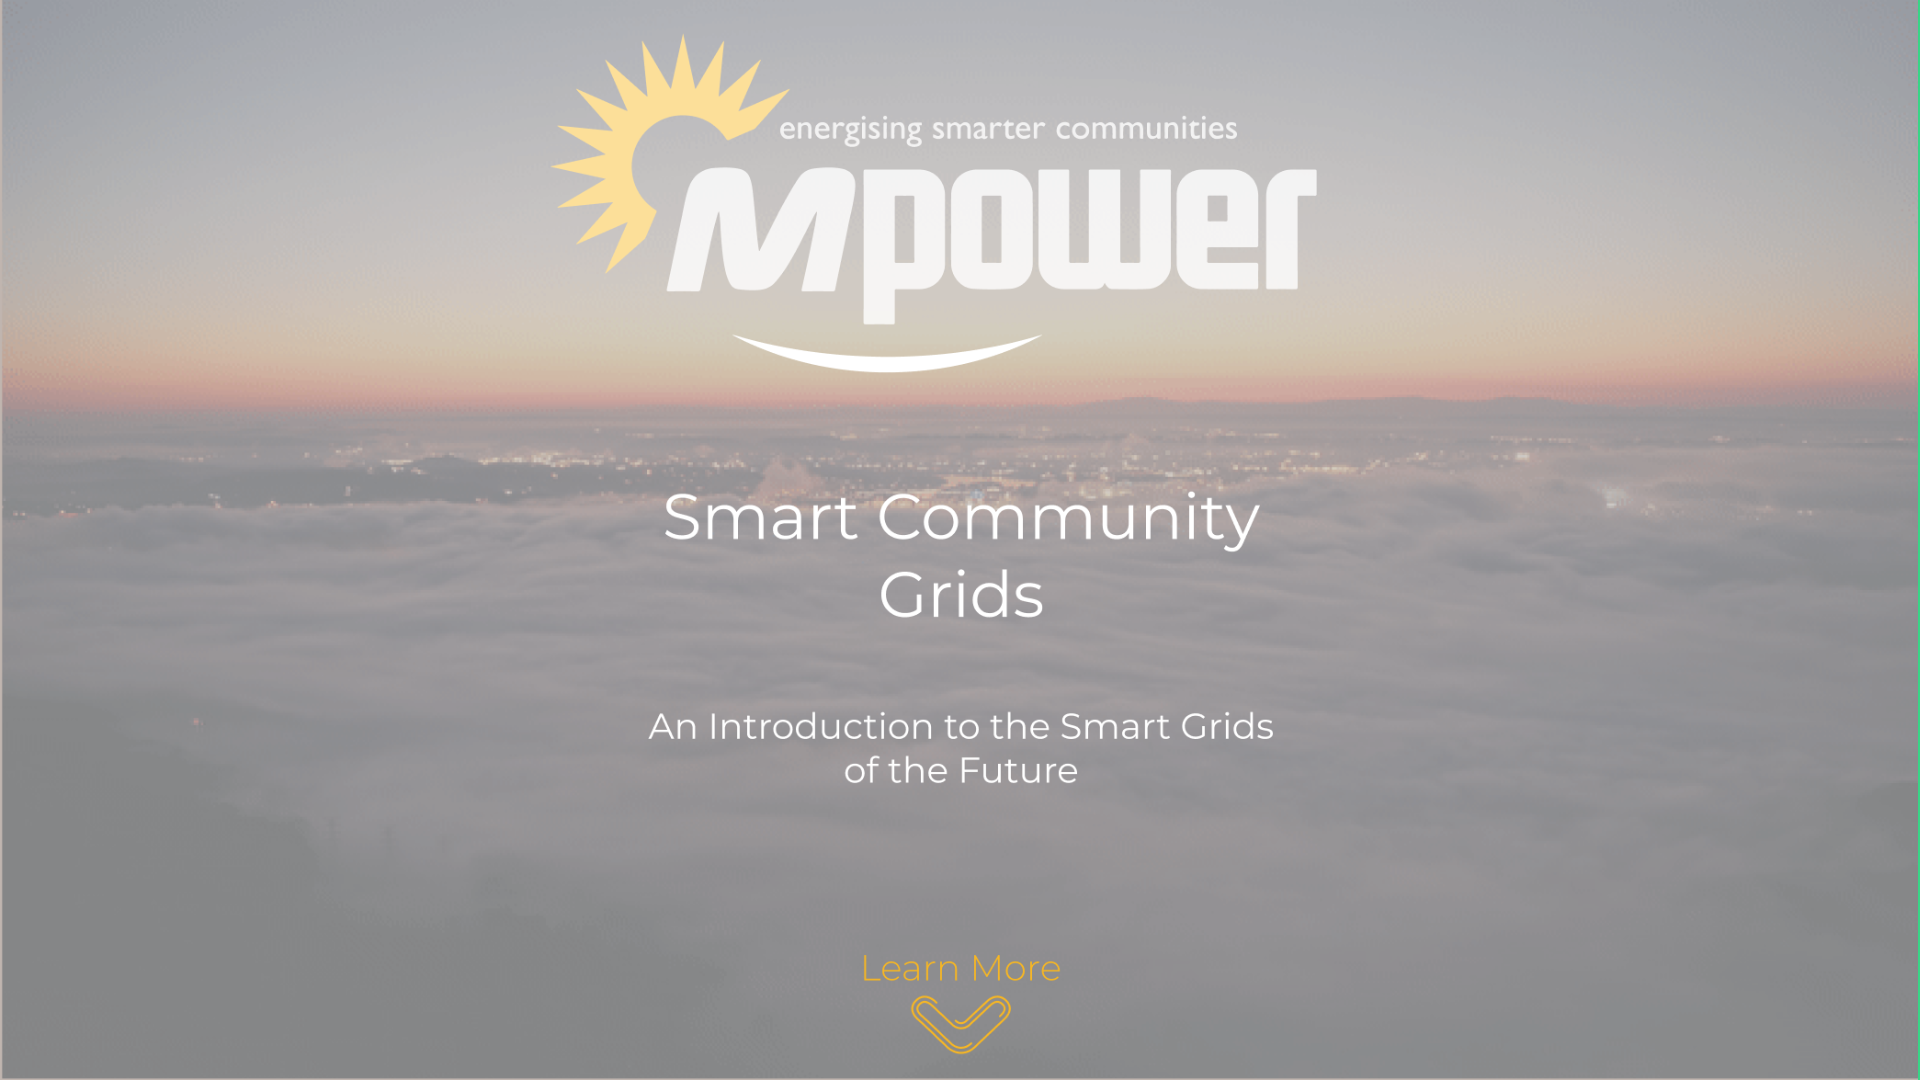 energising smarter communities
Mpower
Smart Community
Grids
An Introduction to the Smart Grids
of the Future
Learn More